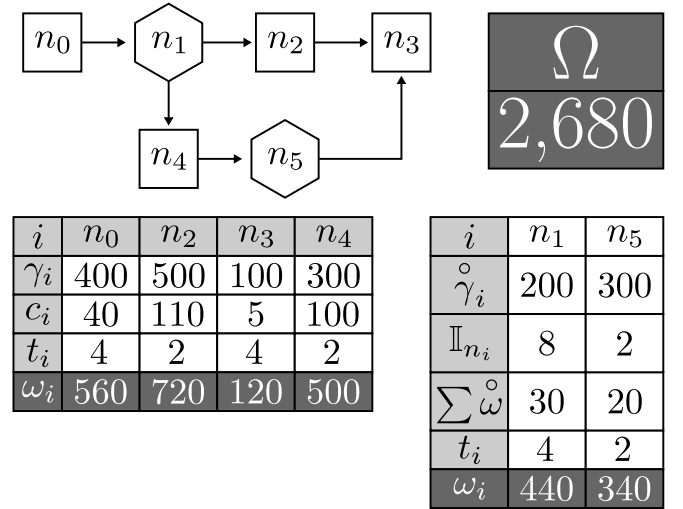 n₀ n₁ n₂ n₃
n₄ n₅
Ω
2,680
i n₀ n₂ n₃ n₄
γᵢ 400 500 100 300
cᵢ 40 110 5 100
tᵢ 4 2 4 2
ωᵢ 560 720 120 500
i n₁ n₅
γ̊ᵢ 200 300
𝕀ₙᵢ 8 2
∑ ω̊ 30 20
tᵢ 4 2
ωᵢ 440 340